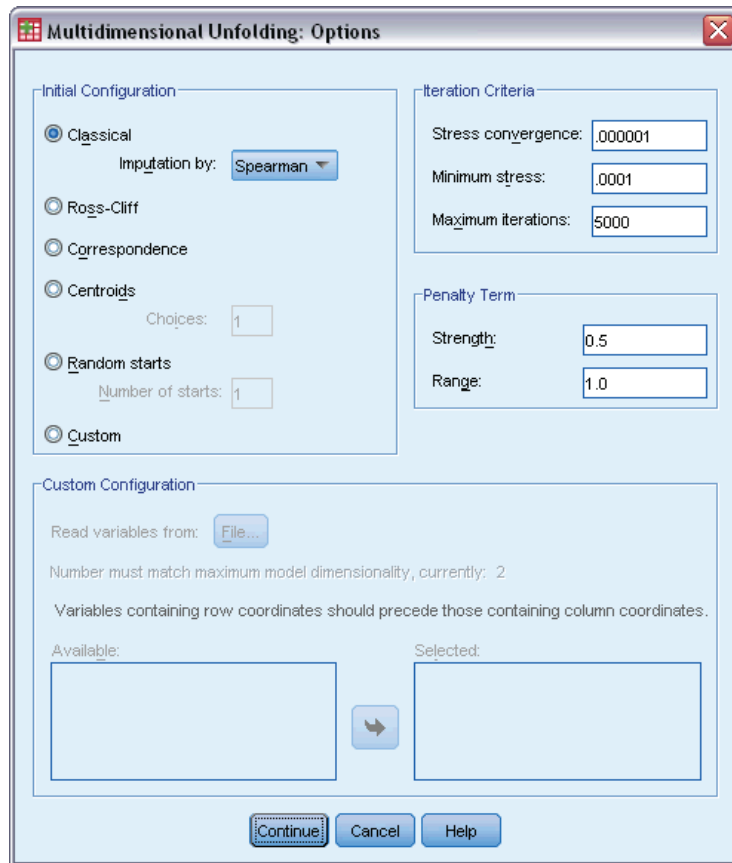 Multidimensional Unfolding: Options
Initial Configuration
Classical
Imputation by: Spearman
Ross-Cliff
Correspondence
Centroids
Choices: 1
Random starts
Number of starts: 1
Custom
Iteration Criteria
Stress convergence: .000001
Minimum stress: .0001
Maximum iterations: 5000
Penalty Term
Strength: 0.5
Range: 1.0
Custom Configuration
Read variables from: File...
Number must match maximum model dimensionality, currently: 2
Variables containing row coordinates should precede those containing column coordinates.
Available: Selected:
Continue Cancel Help